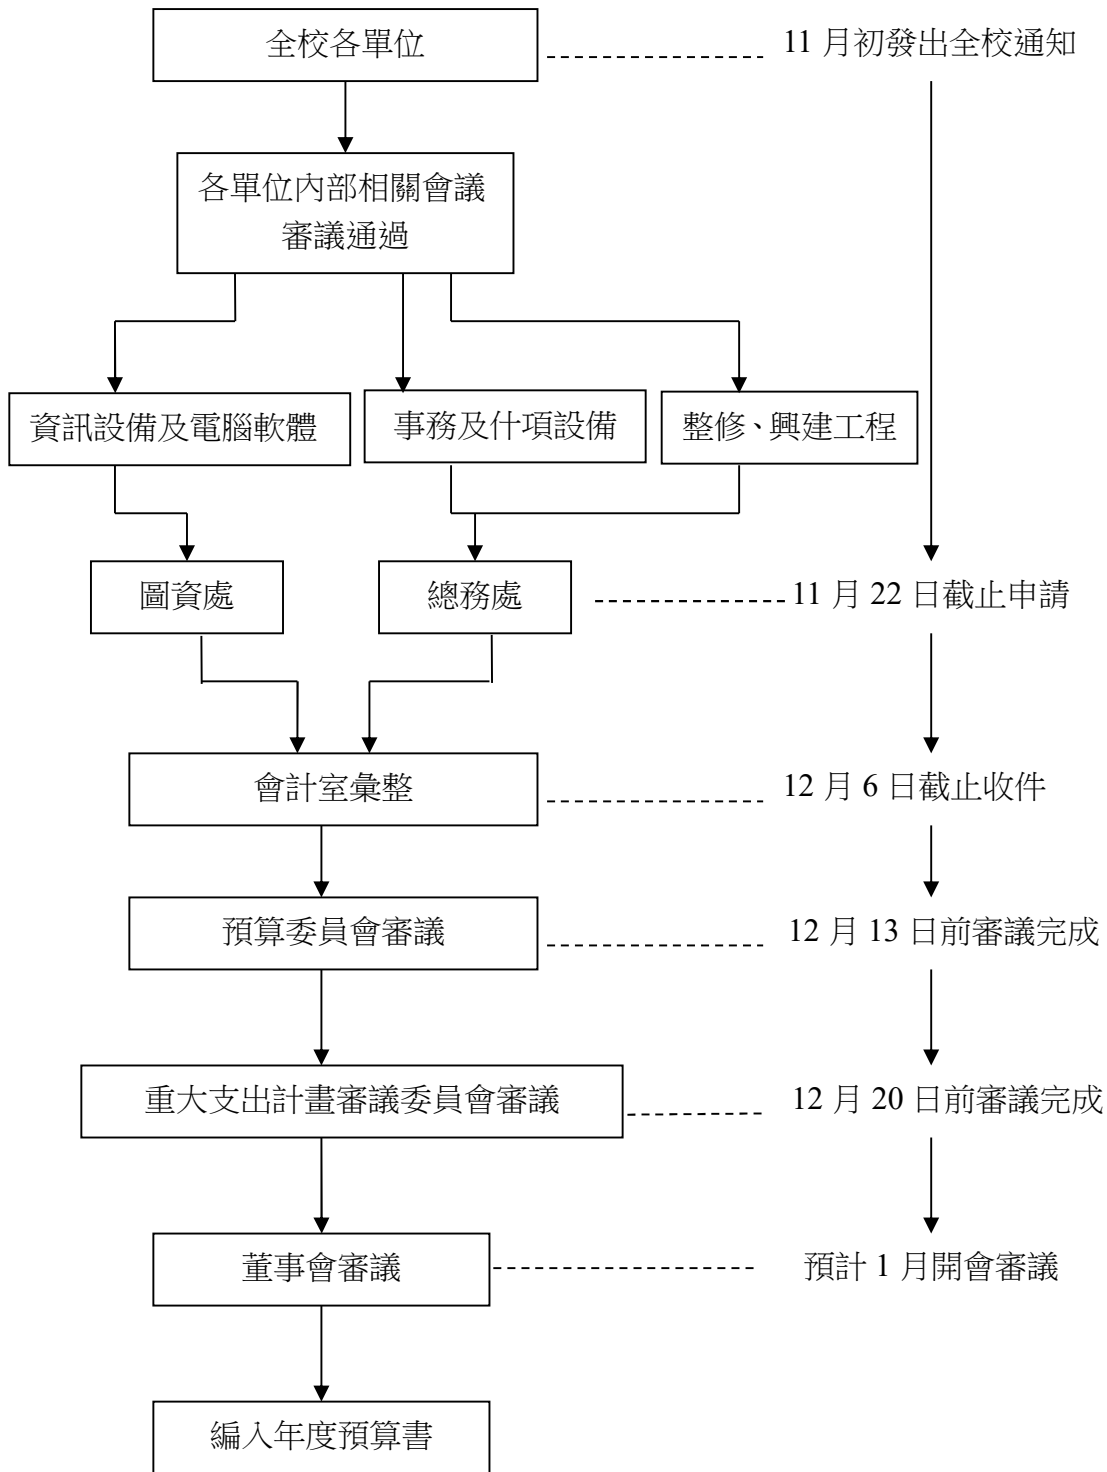 全校各單位
11 月初發出全校通知
各單位內部相關會議
審議通過
資訊設備及電腦軟體
事務及什項設備
整修、興建工程
圖資處
總務處
11 月 22 日截止申請
會計室彙整
12 月 6 日截止收件
預算委員會審議
12 月 13 日前審議完成
重大支出計畫審議委員會審議
12 月 20 日前審議完成
董事會審議
預計 1 月開會審議
編入年度預算書